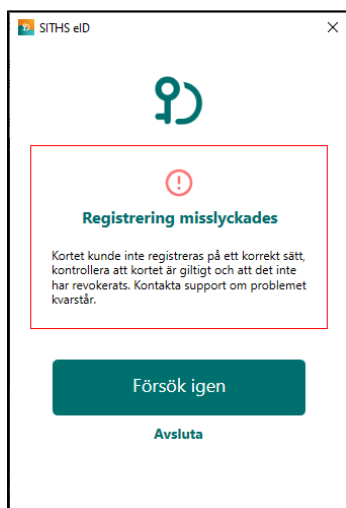 SITHS eID
Registrering misslyckades
Kortet kunde inte registreras på ett korrekt sätt,
kontrollera att kortet är giltigt och att det inte
har revokerats. Kontakta support om problemet
kvarstår.
Försök igen
Avsluta